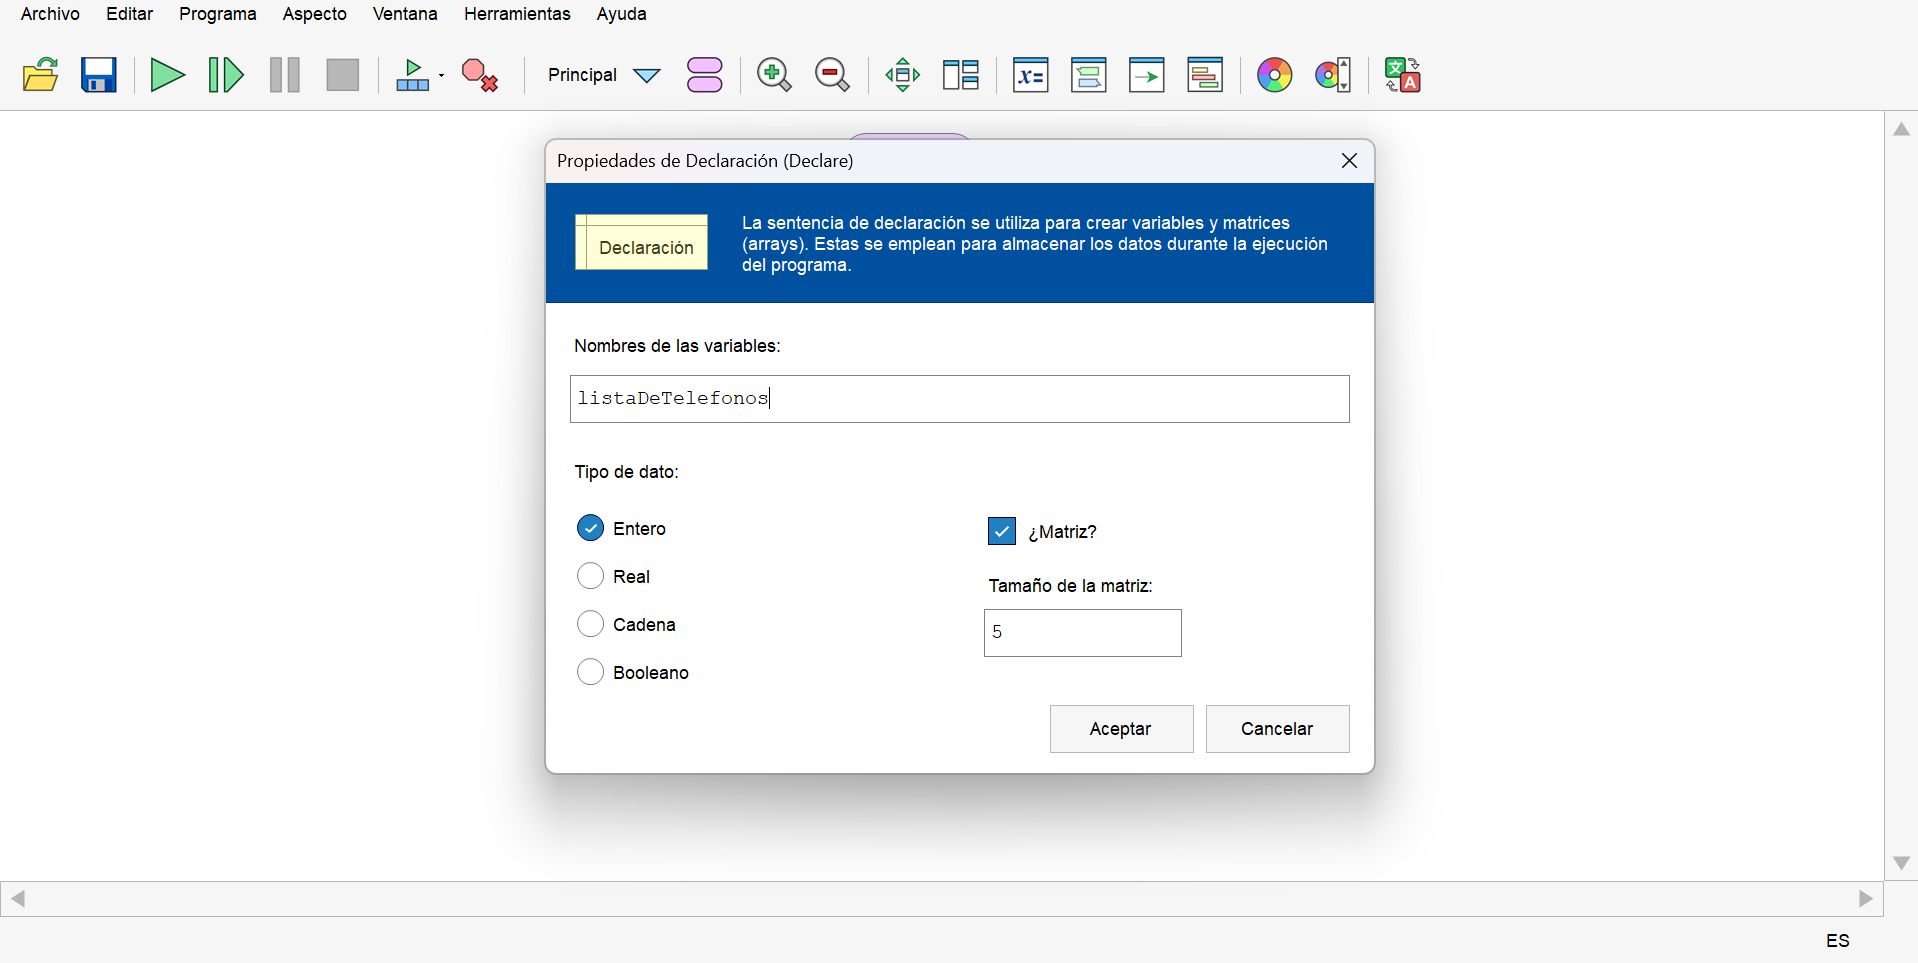 Archivo Editar Programa Aspecto Ventana Herramientas Ayuda
Principal
x=
文
A
Propiedades de Declaración (Declare)
Declaración
La sentencia de declaración se utiliza para crear variables y matrices
(arrays). Estas se emplean para almacenar los datos durante la ejecución
del programa.
Nombres de las variables:
listaDeTelefonos
Tipo de dato:
Entero
Real
Cadena
Booleano
¿Matriz?
Tamaño de la matriz:
5
Aceptar Cancelar
ES